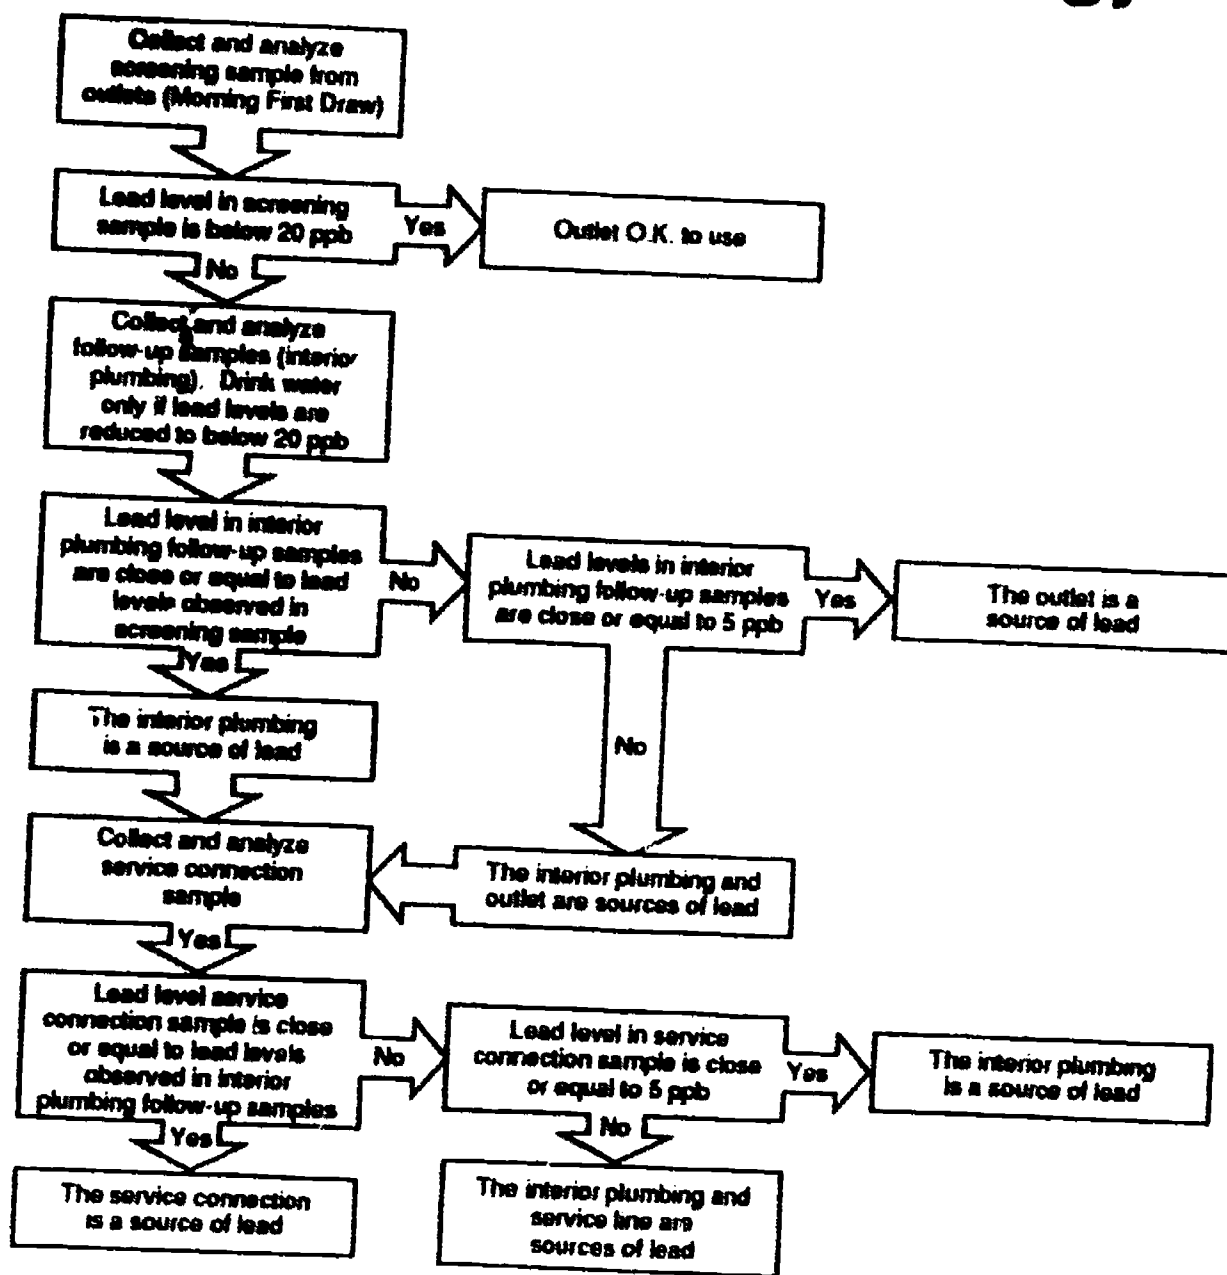 Collect and analyze
screening sample from
outlets (Morning First Draw)
Lead level in screening
sample is below 20 ppb
Yes
Outlet O.K. to use
No
Collect and analyze
follow-up samples (interior
plumbing). Drink water
only if lead levels are
reduced to below 20 ppb
Lead level in interior
plumbing follow-up samples
are close or equal to lead
levels observed in
screening sample
No
Lead levels in interior
plumbing follow-up samples
are close or equal to 5 ppb
Yes
The outlet is a
source of lead
Yes
The interior plumbing
is a source of lead
No
Collect and analyze
service connection
sample
The interior plumbing and
outlet are sources of lead
Yes
Lead level service
connection sample is close
or equal to lead levels
observed in interior
plumbing follow-up samples
No
Lead level in service
connection sample is close
or equal to 5 ppb
Yes
The interior plumbing
is a source of lead
Yes
No
The service connection
is a source of lead
The interior plumbing and
service line are
sources of lead